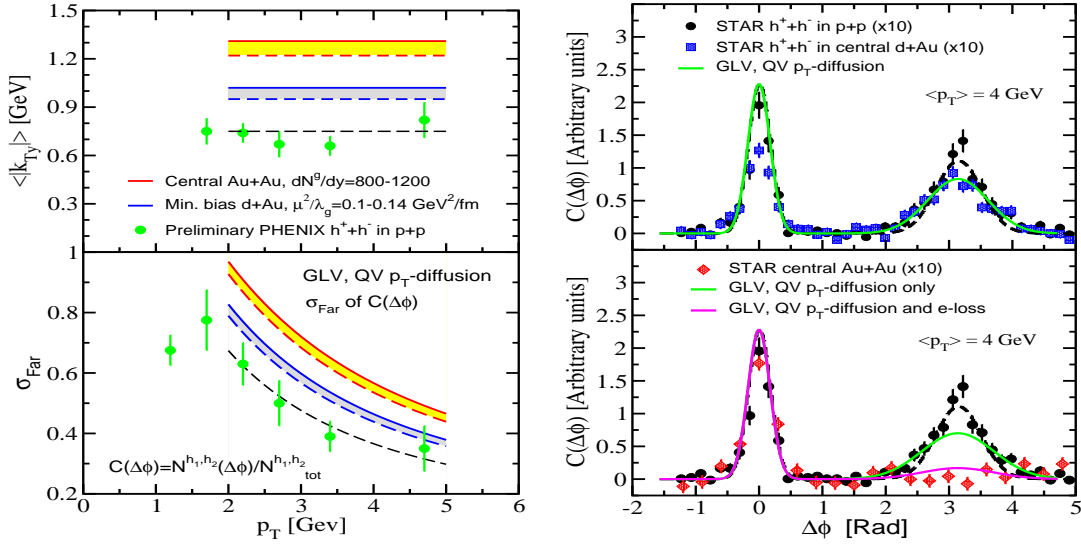 <|k_Ty|> [GeV]
1.5
1.2
0.9
0.6
0.3
0
Central Au+Au, dN^g/dy=800-1200
Min. bias d+Au, μ²/λ_g=0.1-0.14 GeV²/fm
Preliminary PHENIX h⁺+h⁻ in p+p
σ_Far
1
0.8
0.6
0.4
0.2
GLV, QV p_T-diffusion
σ_Far of C(Δφ)
C(Δφ)=N^h₁,h₂(Δφ)/N^h₁,h₂_tot
0 1 2 3 4 5 6
p_T [Gev]
C(Δφ) [Arbitrary units]
2.5
2
1.5
1
0.5
0
STAR h⁺+h⁻ in p+p (x10)
STAR h⁺+h⁻ in central d+Au (x10)
GLV, QV p_T-diffusion
<p_T> = 4 GeV
C(Δφ) [Arbitrary units]
2.5
2
1.5
1
0.5
0
STAR central Au+Au (x10)
GLV, QV p_T-diffusion only
GLV, QV p_T-diffusion and e-loss
<p_T> = 4 GeV
-2 -1 0 1 2 3 4 5
Δφ [Rad]